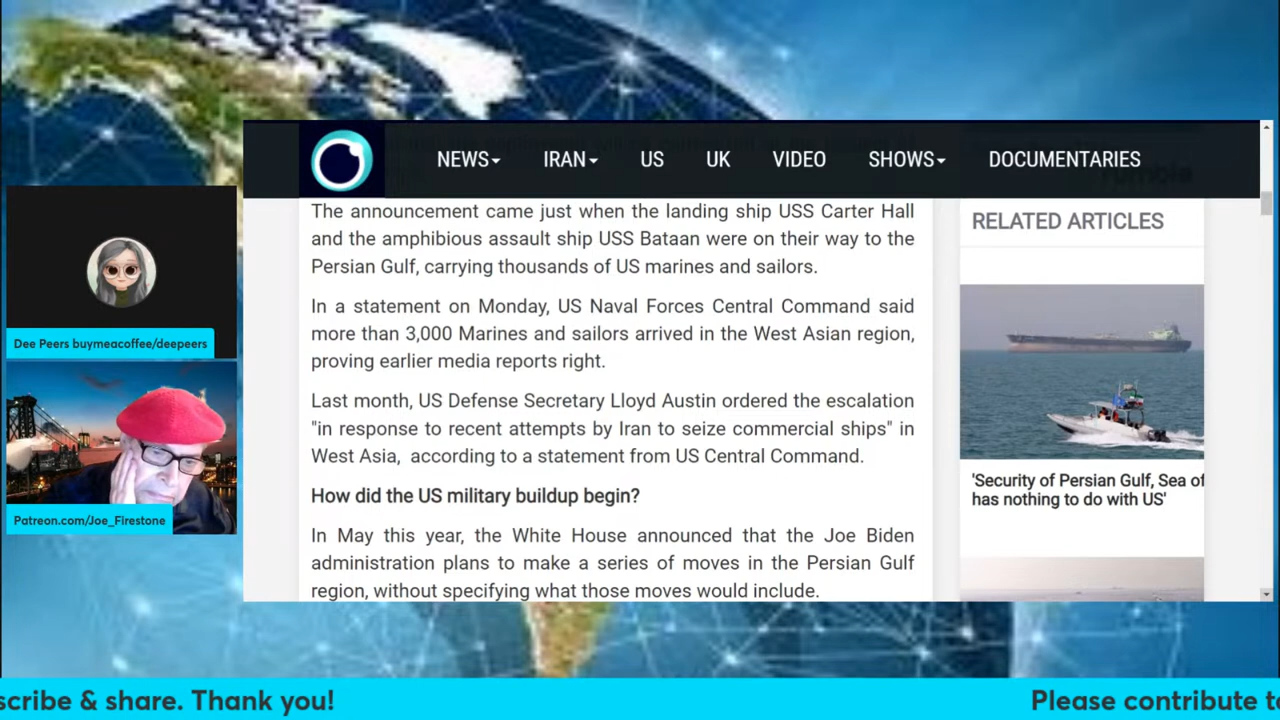 NEWS IRAN US UK VIDEO SHOWS DOCUMENTARIES
The announcement came just when the landing ship USS Carter Hall
and the amphibious assault ship USS Bataan were on their way to the
Persian Gulf, carrying thousands of US marines and sailors.
In a statement on Monday, US Naval Forces Central Command said
more than 3,000 Marines and sailors arrived in the West Asian region,
proving earlier media reports right.
Last month, US Defense Secretary Lloyd Austin ordered the escalation
"in response to recent attempts by Iran to seize commercial ships" in
West Asia, according to a statement from US Central Command.
How did the US military buildup begin?
In May this year, the White House announced that the Joe Biden
administration plans to make a series of moves in the Persian Gulf
region, without specifying what those moves would include.
RELATED ARTICLES
'Security of Persian Gulf, Sea of
has nothing to do with US'
Dee Peers buymeacoffee/deepeers
Patreon.com/Joe_Firestone
scribe & share. Thank you!
Please contribute to